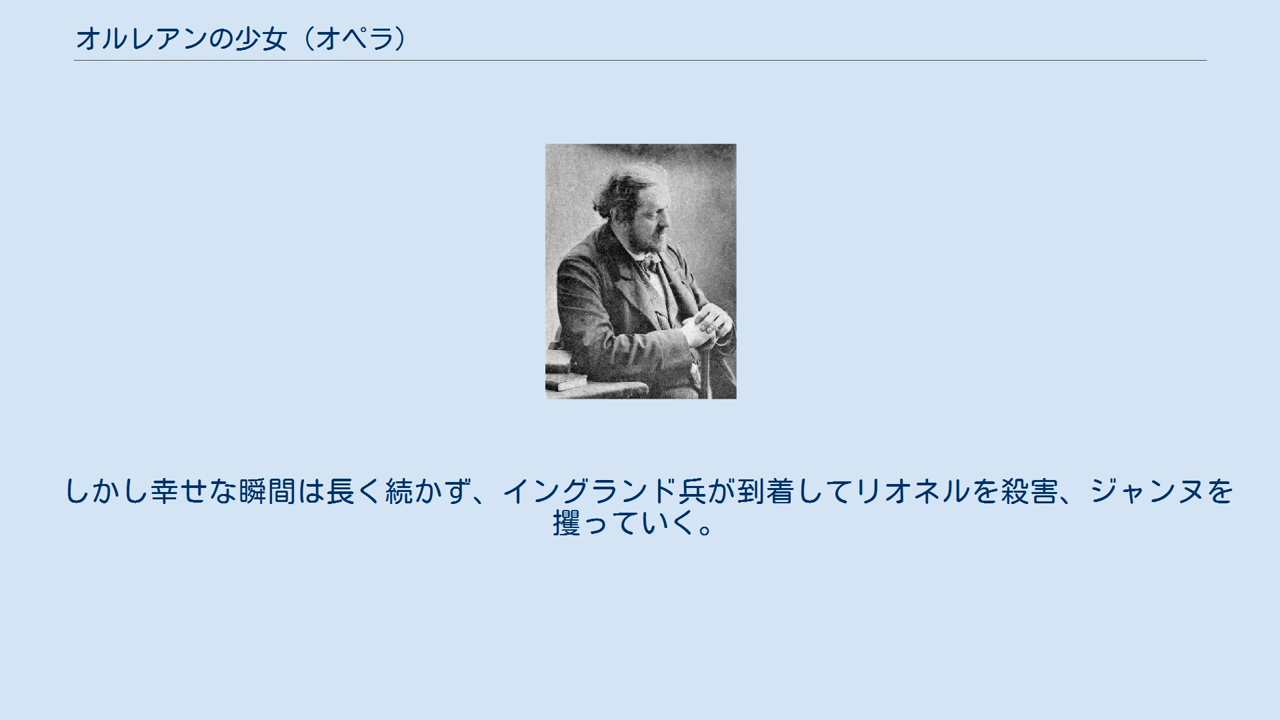 オルレアンの少女（オペラ）
しかし幸せな瞬間は長く続かず、イングランド兵が到着してリオネルを殺害、ジャンヌを
攫っていく。